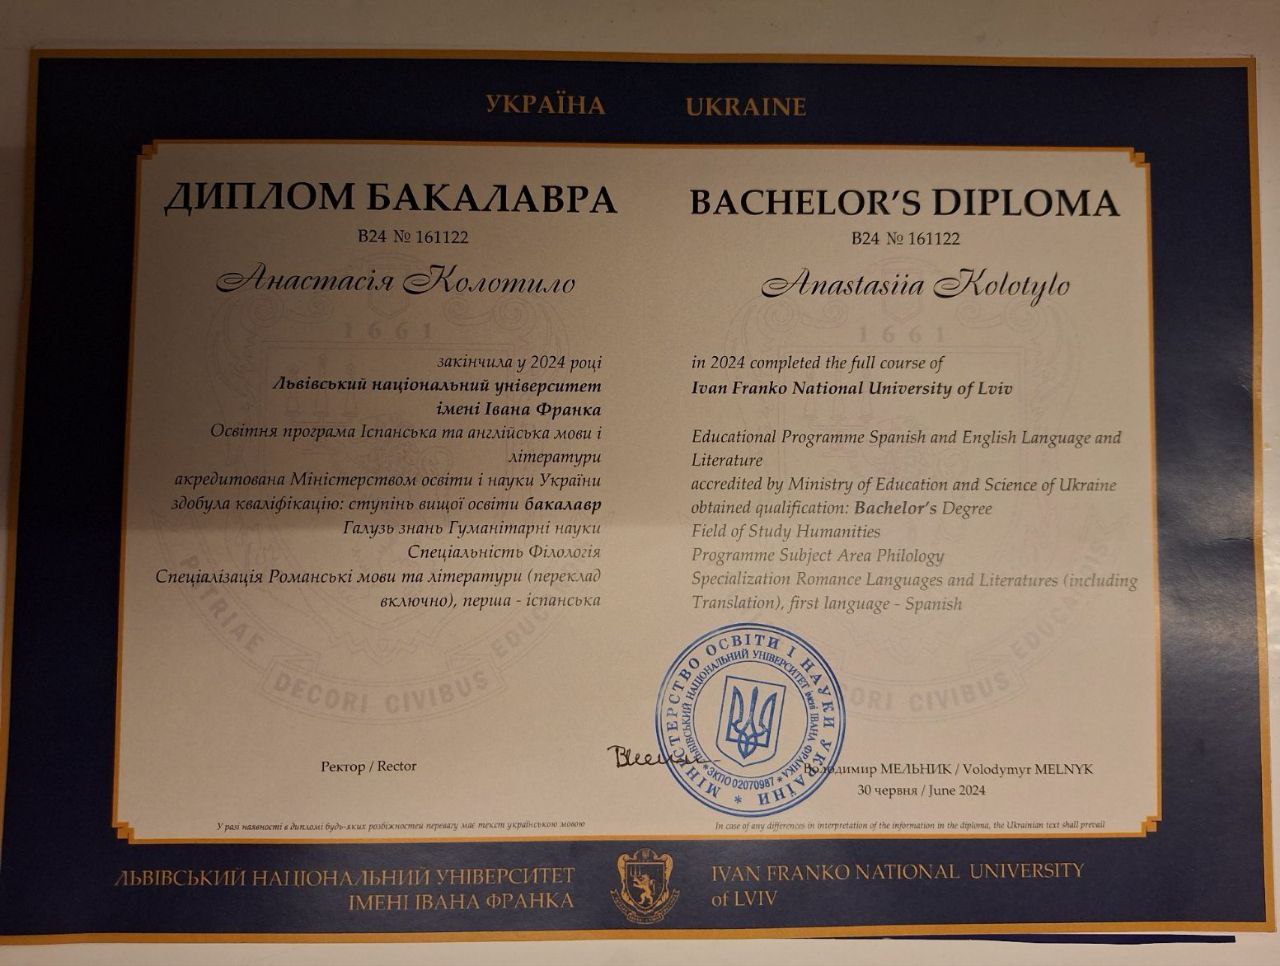 УКРАЇНА
UKRAINE
ДИПЛОМ БАКАЛАВРА
B24 № 161122
Анастасія Колотило
1661
закінчила у 2024 році
Львівський національний університет
імені Івана Франка
Освітня програма Іспанська та англійська мови і
літератури
акредитована Міністерством освіти і науки України
здобула кваліфікацію: ступінь вищої освіти бакалавр
Галузь знань Гуманітарні науки
Спеціальність Філологія
Спеціалізація Романські мови та літератури (переклад
включно), перша - іспанська
PATRIAE DECORI CIVIBUS
Ректор / Rector
У разі наявності в дипломі будь-яких розбіжностей перевагу має текст українською мовою
BACHELOR'S DIPLOMA
B24 № 161122
Anastasiia Kolotylo
1661
in 2024 completed the full course of
Ivan Franko National University of Lviv
Educational Programme Spanish and English Language and
Literature
accredited by Ministry of Education and Science of Ukraine
obtained qualification: Bachelor's Degree
Field of Study Humanities
Programme Subject Area Philology
Specialization Romance Languages and Literatures (including
Translation), first language - Spanish
CIVIBUS
МІНІСТЕРСТВО ОСВІТИ І НАУКИ УКРАЇНИ
ЛЬВІВСЬКИЙ НАЦІОНАЛЬНИЙ УНІВЕРСИТЕТ імені ІВАНА ФРАНКА
*ЗКПО 02070987*
Володимир МЕЛЬНИК / Volodymyr MELNYK
30 червня / June 2024
In case of any differences in interpretation of the information in the diploma, the Ukrainian text shall prevail
ЛЬВІВСЬКИЙ НАЦІОНАЛЬНИЙ УНІВЕРСИТЕТ
ІМЕНІ ІВАНА ФРАНКА
IVAN FRANKO NATIONAL UNIVERSITY
of LVIV